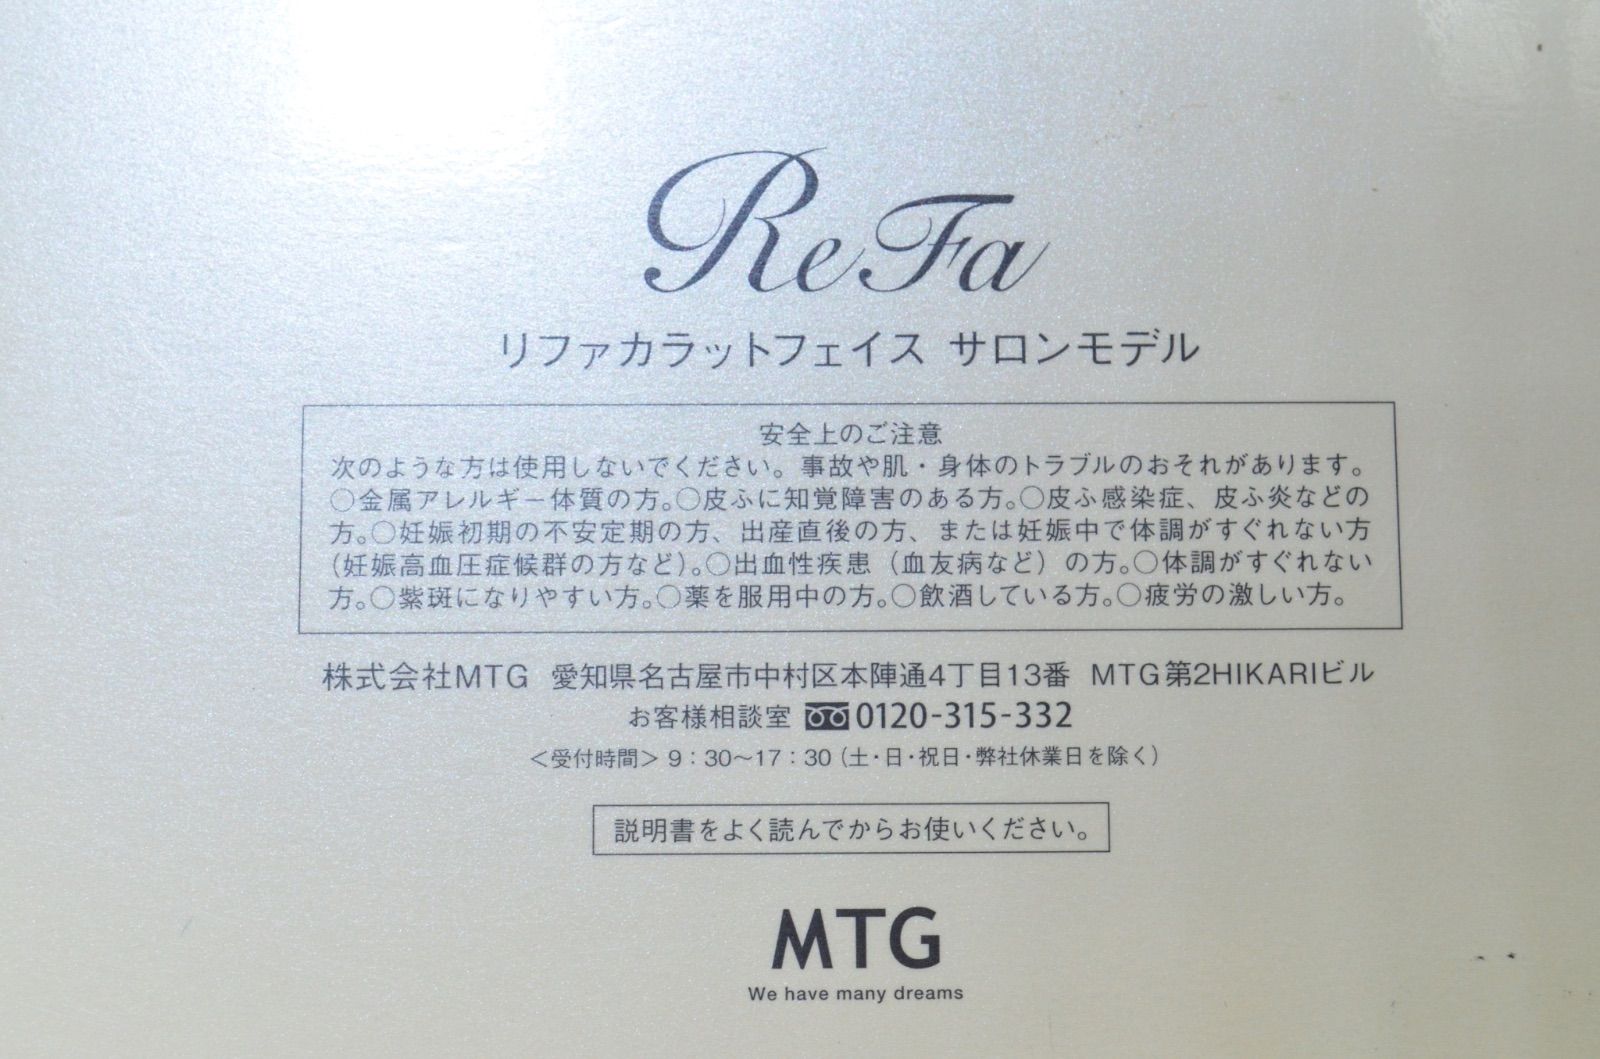 ReFa
リファカラットフェイス サロンモデル
安全上のご注意
次のような方は使用しないでください。事故や肌・身体のトラブルのおそれがあります。
○金属アレルギー体質の方。○皮ふに知覚障害のある方。○皮ふ感染症、皮ふ炎などの
方。○妊娠初期の不安定期の方、出産直後の方、または妊娠中で体調がすぐれない方
（妊娠高血圧症候群の方など）。○出血性疾患（血友病など）の方。○体調がすぐれない
方。○紫斑になりやすい方。○薬を服用中の方。○飲酒している方。○疲労の激しい方。
株式会社MTG 愛知県名古屋市中村区本陣通4丁目13番 MTG第2HIKARIビル
お客様相談室 0120-315-332
＜受付時間＞9：30〜17：30（土・日・祝日・弊社休業日を除く）
説明書をよく読んでからお使いください。
MTG
We have many dreams